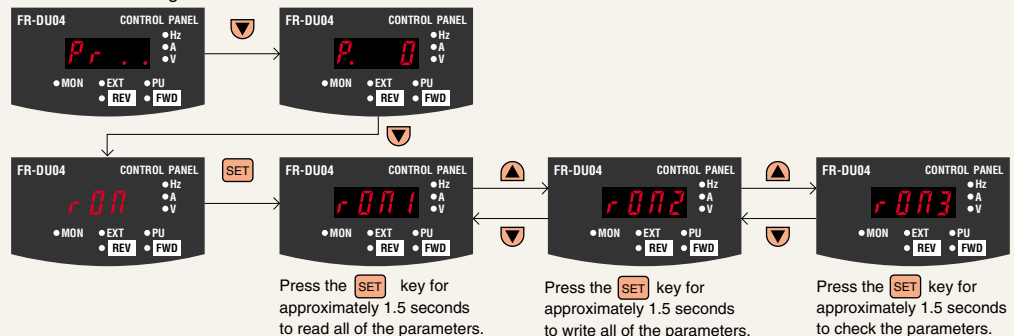 FR-DU04 CONTROL PANEL
Pr . .
Hz
A
V
MON EXT PU
REV FWD
FR-DU04 CONTROL PANEL
P. 0
Hz
A
V
MON EXT PU
REV FWD
FR-DU04 CONTROL PANEL
rOM
Hz
A
V
MON EXT PU
REV FWD
SET
FR-DU04 CONTROL PANEL
rOM1
Hz
A
V
MON EXT PU
REV FWD
Press the SET key for
approximately 1.5 seconds
to read all of the parameters.
FR-DU04 CONTROL PANEL
rOM2
Hz
A
V
MON EXT PU
REV FWD
Press the SET key for
approximately 1.5 seconds
to write all of the parameters.
FR-DU04 CONTROL PANEL
rOM3
Hz
A
V
MON EXT PU
REV FWD
Press the SET key for
approximately 1.5 seconds
to check the parameters.